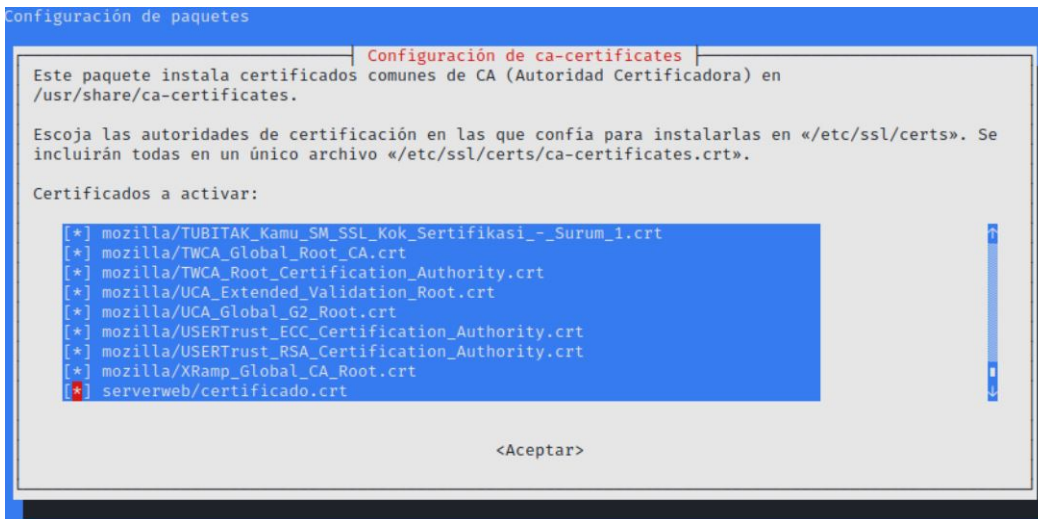 Configuración de paquetes
Configuración de ca-certificates
Este paquete instala certificados comunes de CA (Autoridad Certificadora) en
/usr/share/ca-certificates.
Escoja las autoridades de certificación en las que confía para instalarlas en «/etc/ssl/certs». Se
incluirán todas en un único archivo «/etc/ssl/certs/ca-certificates.crt».
Certificados a activar:
[*] mozilla/TUBITAK_Kamu_SM_SSL_Kok_Sertifikasi_-_Surum_1.crt
[*] mozilla/TWCA_Global_Root_CA.crt
[*] mozilla/TWCA_Root_Certification_Authority.crt
[*] mozilla/UCA_Extended_Validation_Root.crt
[*] mozilla/UCA_Global_G2_Root.crt
[*] mozilla/USERTrust_ECC_Certification_Authority.crt
[*] mozilla/USERTrust_RSA_Certification_Authority.crt
[*] mozilla/XRamp_Global_CA_Root.crt
[*] serverweb/certificado.crt
<Aceptar>